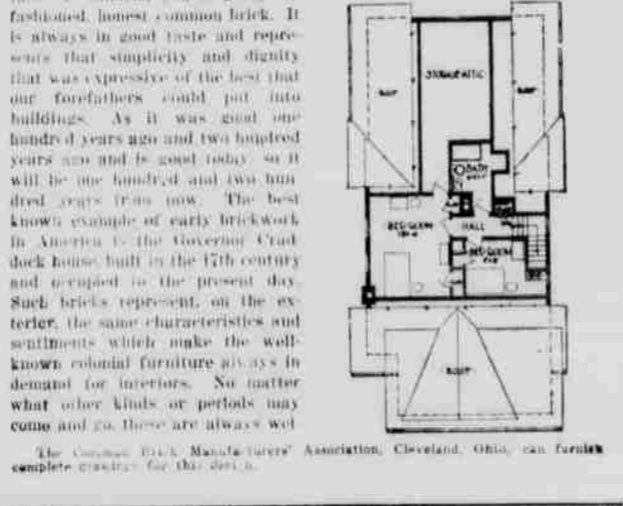 fashioned, honest common brick. It
is always in good taste and repre-
sents that simplicity and dignity
that was expressive of the best that
our forefathers could put into
buildings. As it was good one
hundred years ago and two hundred
years ago and is good today, so it
will be one hundred and two hun-
dred years from now. The best
known example of early brickwork
in America is the Governor Crad-
dock house built in the 17th century
and occupied to the present day.
Such bricks represent, on the ex-
terior, the same characteristics and
sentiments which make the well-
known colonial furniture always in
demand for interiors. No matter
what other kinds or periods may
come and go, these are always wel-
The Common Brick Manufacturers' Association, Cleveland, Ohio, can furnish
complete drawings for this design.
STORAGE ATTIC
ROOF
ROOF
BATH
BED ROOM
HALL
BED ROOM
ROOF